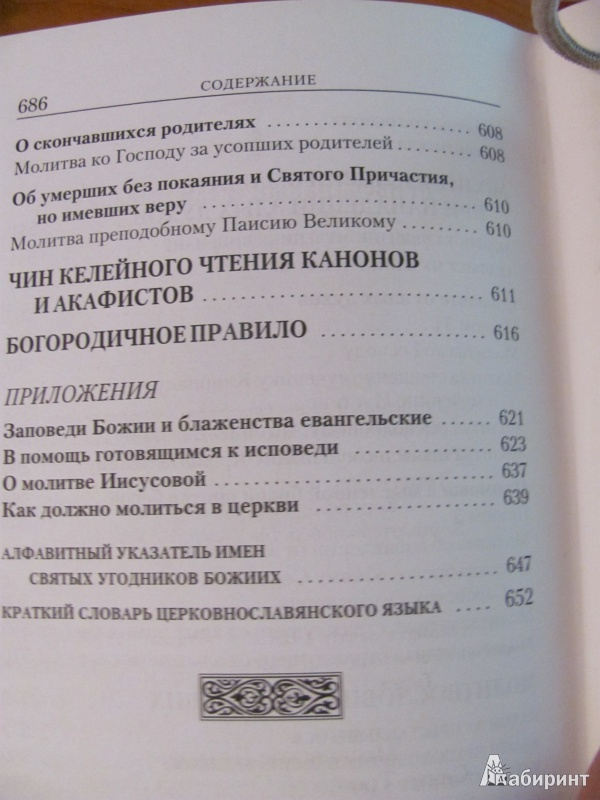 686 СОДЕРЖАНИЕ
О скончавшихся родителях ........................ 608
Молитва ко Господу за усопших родителей ......... 608
Об умерших без покаяния и Святого Причастия,
но имевших веру ........................ 610
Молитва преподобному Паисию Великому ........ 610
ЧИН КЕЛЕЙНОГО ЧТЕНИЯ КАНОНОВ
И АКАФИСТОВ ........................ 611
БОГОРОДИЧНОЕ ПРАВИЛО ................ 616
ПРИЛОЖЕНИЯ
Заповеди Божии и блаженства евангельские ...... 621
В помощь готовящимся к исповеди .............. 623
О молитве Иисусовой ........................ 637
Как должно молиться в церкви ................ 639
АЛФАВИТНЫЙ УКАЗАТЕЛЬ ИМЕН
СВЯТЫХ УГОДНИКОВ БОЖИИХ .................. 647
КРАТКИЙ СЛОВАРЬ ЦЕРКОВНОСЛАВЯНСКОГО ЯЗЫКА .... 652
Лабиринт